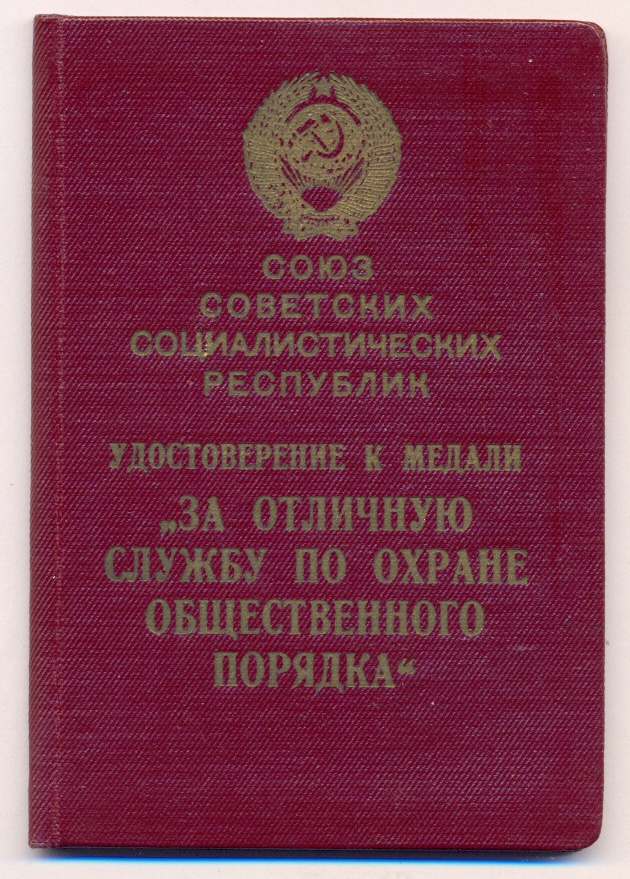 СОЮЗ
СОВЕТСКИХ
СОЦИАЛИСТИЧЕСКИХ
РЕСПУБЛИК
УДОСТОВЕРЕНИЕ К МЕДАЛИ
„ЗА ОТЛИЧНУЮ
СЛУЖБУ ПО ОХРАНЕ
ОБЩЕСТВЕННОГО
ПОРЯДКА“